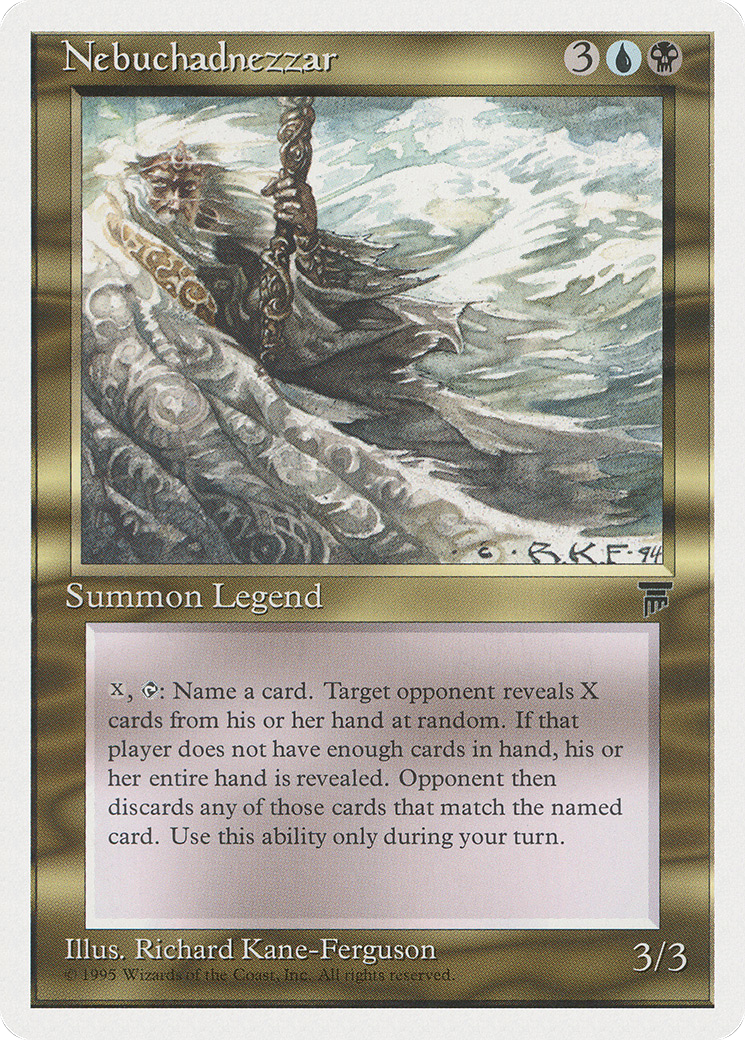 Nebuchadnezzar 3
· © · R.K.F. 94
Summon Legend
X, : Name a card. Target opponent reveals X
cards from his or her hand at random. If that
player does not have enough cards in hand, his or
her entire hand is revealed. Opponent then
discards any of those cards that match the named
card. Use this ability only during your turn.
Illus. Richard Kane-Ferguson
3/3
© 1995 Wizards of the Coast, Inc. All rights reserved.